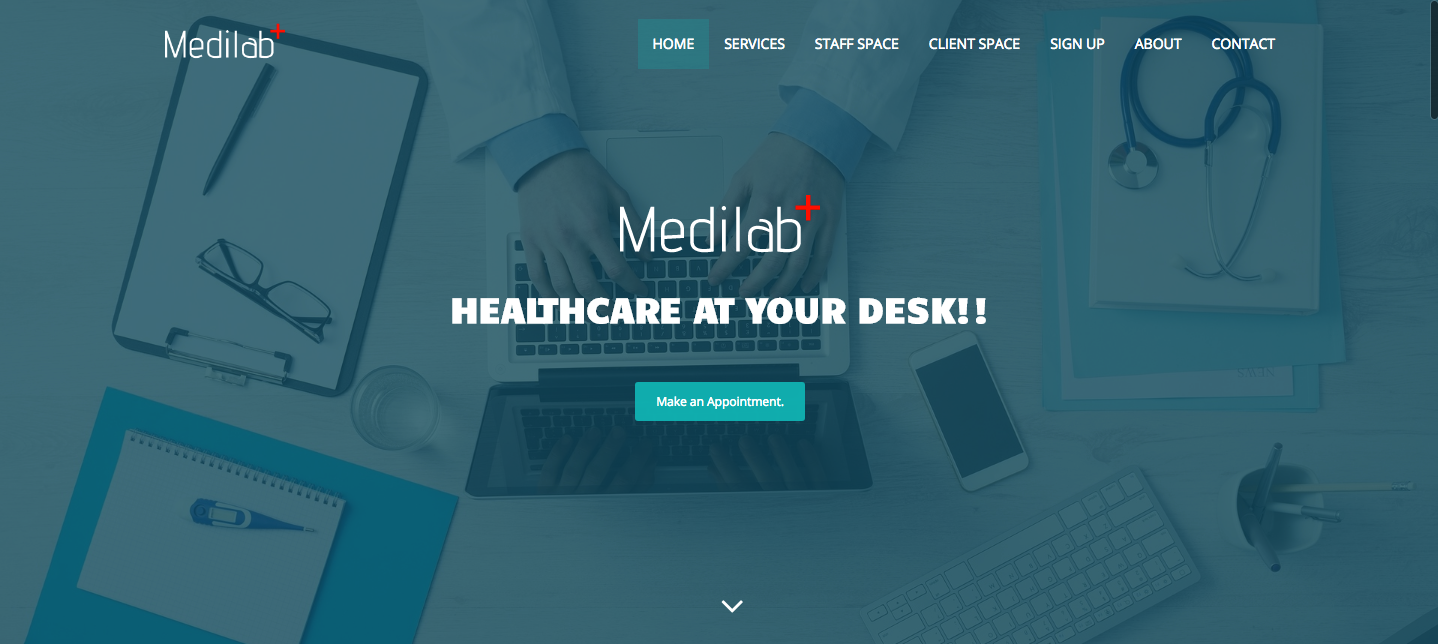 Medilab+
HOME SERVICES STAFF SPACE CLIENT SPACE SIGN UP ABOUT CONTACT
Medilab+
HEALTHCARE AT YOUR DESK!!
Make an Appointment.